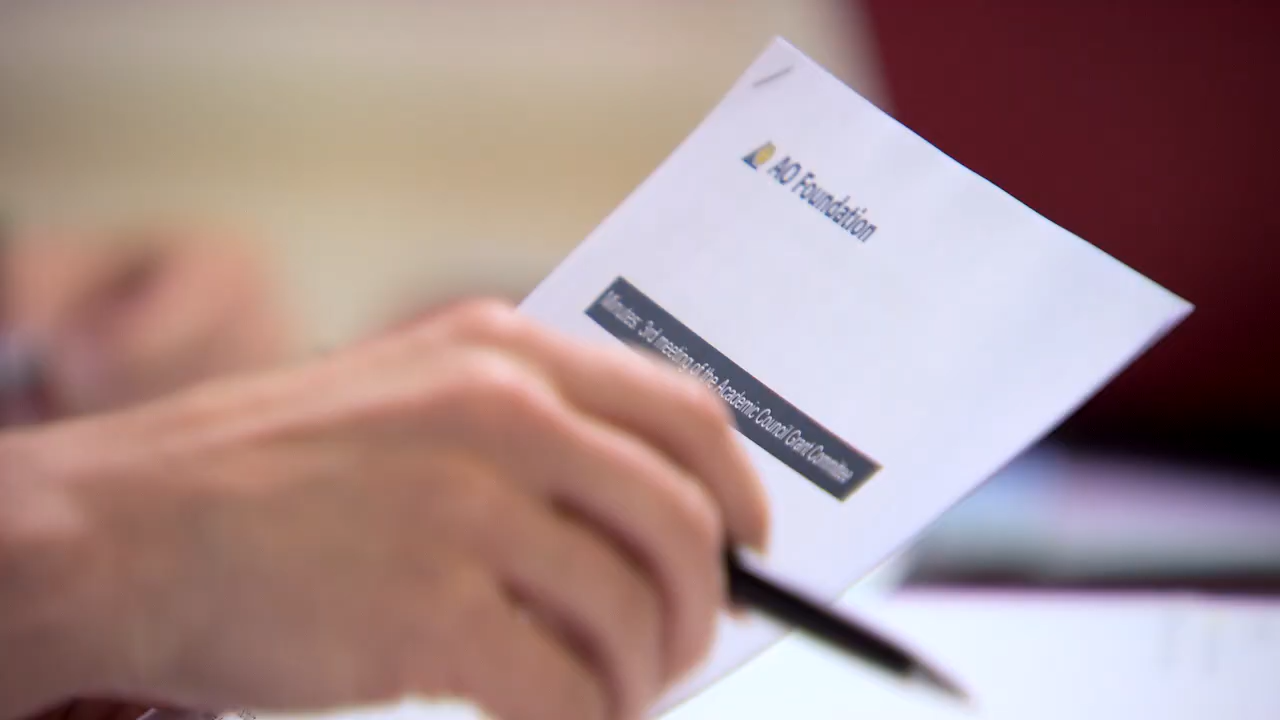 AO Foundation
Minutes: 3rd meeting of the Academic Council Grant Committee